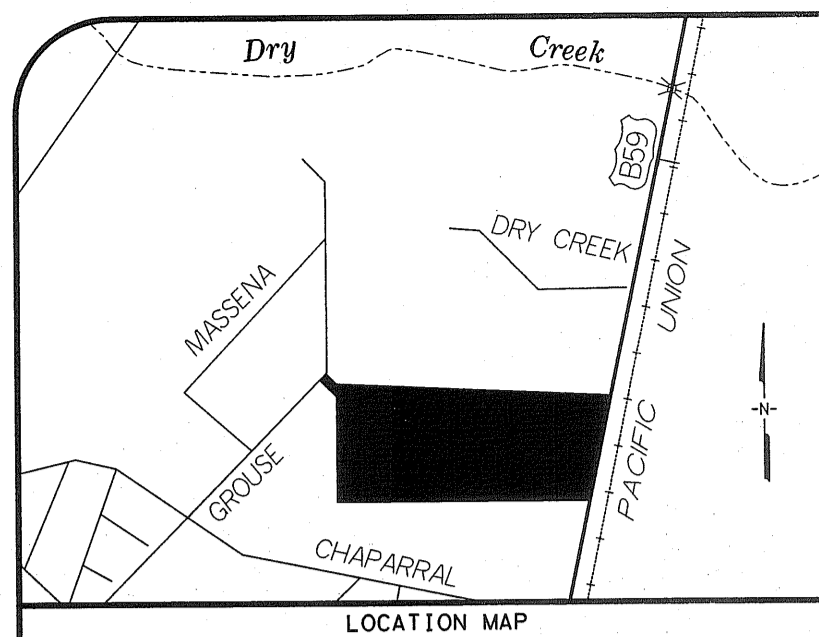 Dry Creek
B59
DRY CREEK
UNION
MASSENA
-N-
PACIFIC
GROUSE
CHAPARRAL
LOCATION MAP